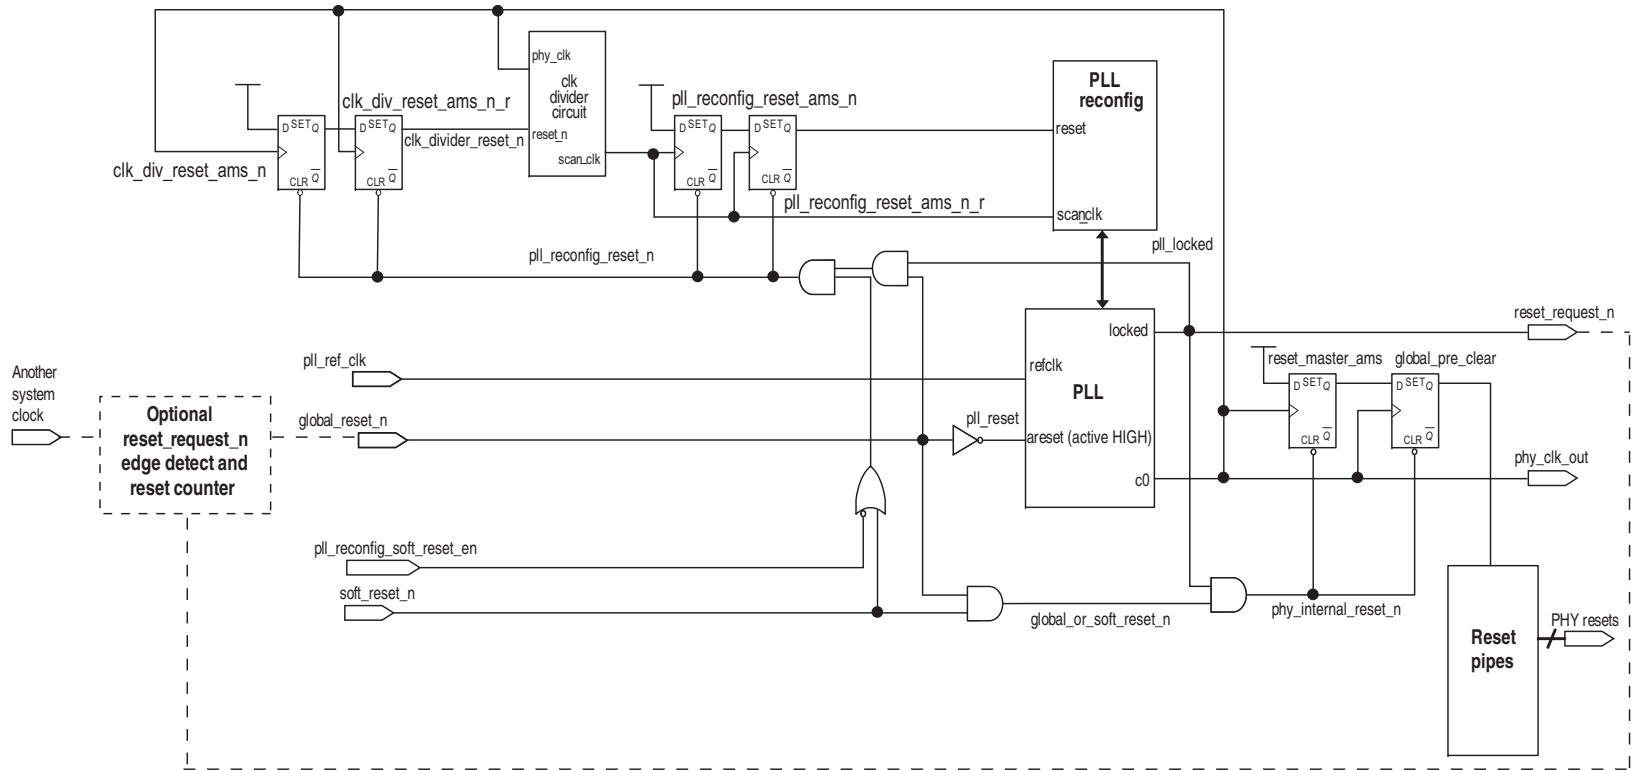 phy_clk
clk
divider
circuit
reset_n
scan_clk
clk_div_reset_ams_n_r
clk_divider_reset_n
clk_div_reset_ams_n
D SET Q
CLR Q
D SET Q
CLR Q
pll_reconfig_reset_ams_n
D SET Q
CLR Q
D SET Q
CLR Q
pll_reconfig_reset_ams_n_r
PLL
reconfig
reset
scan_clk
pll_reconfig_reset_n
pll_locked
locked
refclk
PLL
areset (active HIGH)
c0
pll_reset
reset_request_n
pll_ref_clk
reset_master_ams
global_pre_clear
D SET Q
CLR Q
D SET Q
CLR Q
Another
system
clock
Optional
reset_request_n
edge detect and
reset counter
global_reset_n
phy_clk_out
pll_reconfig_soft_reset_en
soft_reset_n
global_or_soft_reset_n
phy_internal_reset_n
Reset
pipes
PHY resets